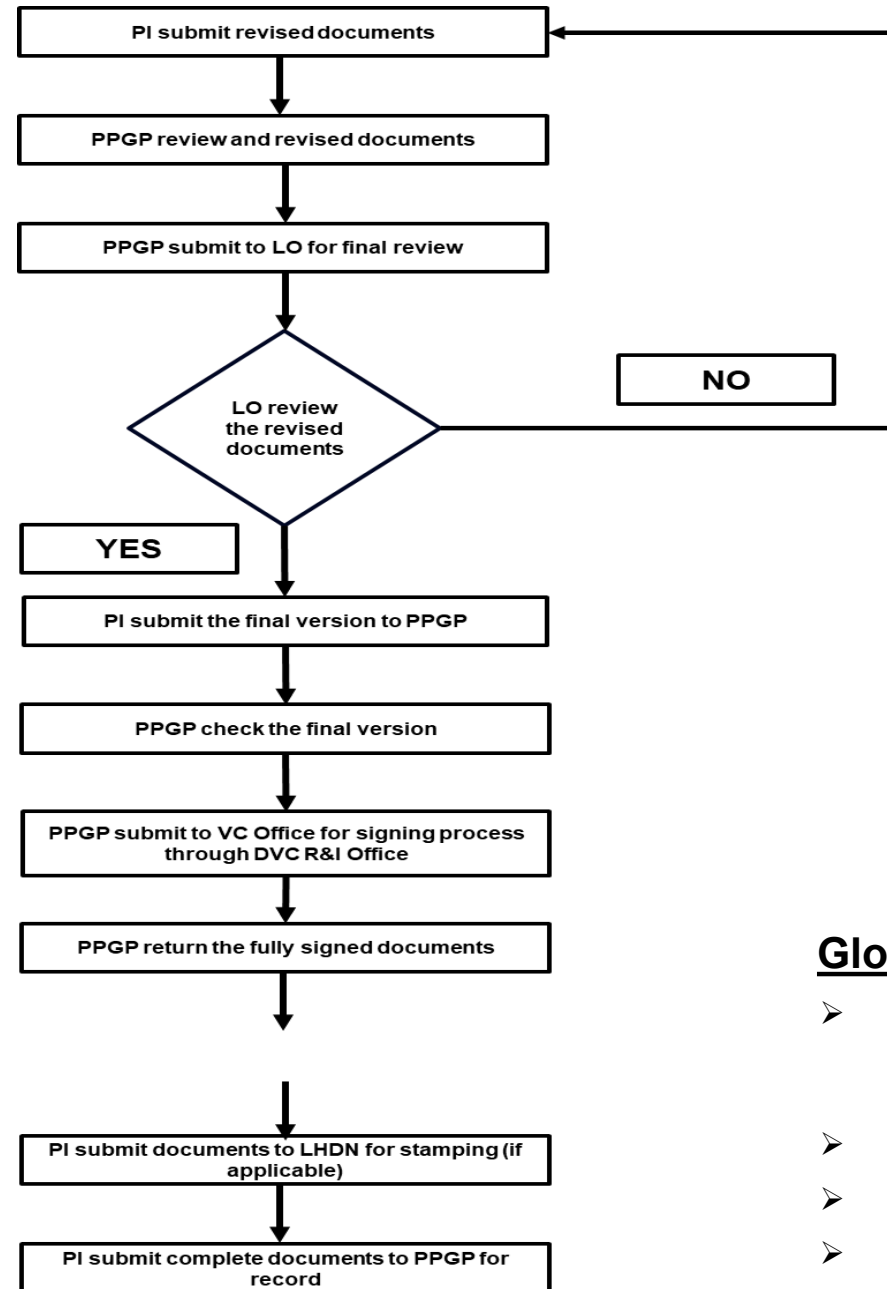 PI submit revised documents
PPGP review and revised documents
PPGP submit to LO for final review
LO review
the revised
documents
NO
YES
PI submit the final version to PPGP
PPGP check the final version
PPGP submit to VC Office for signing process
through DVC R&I Office
PPGP return the fully signed documents
Glo
PI submit documents to LHDN for stamping (if
applicable)
PI submit complete documents to PPGP for
record